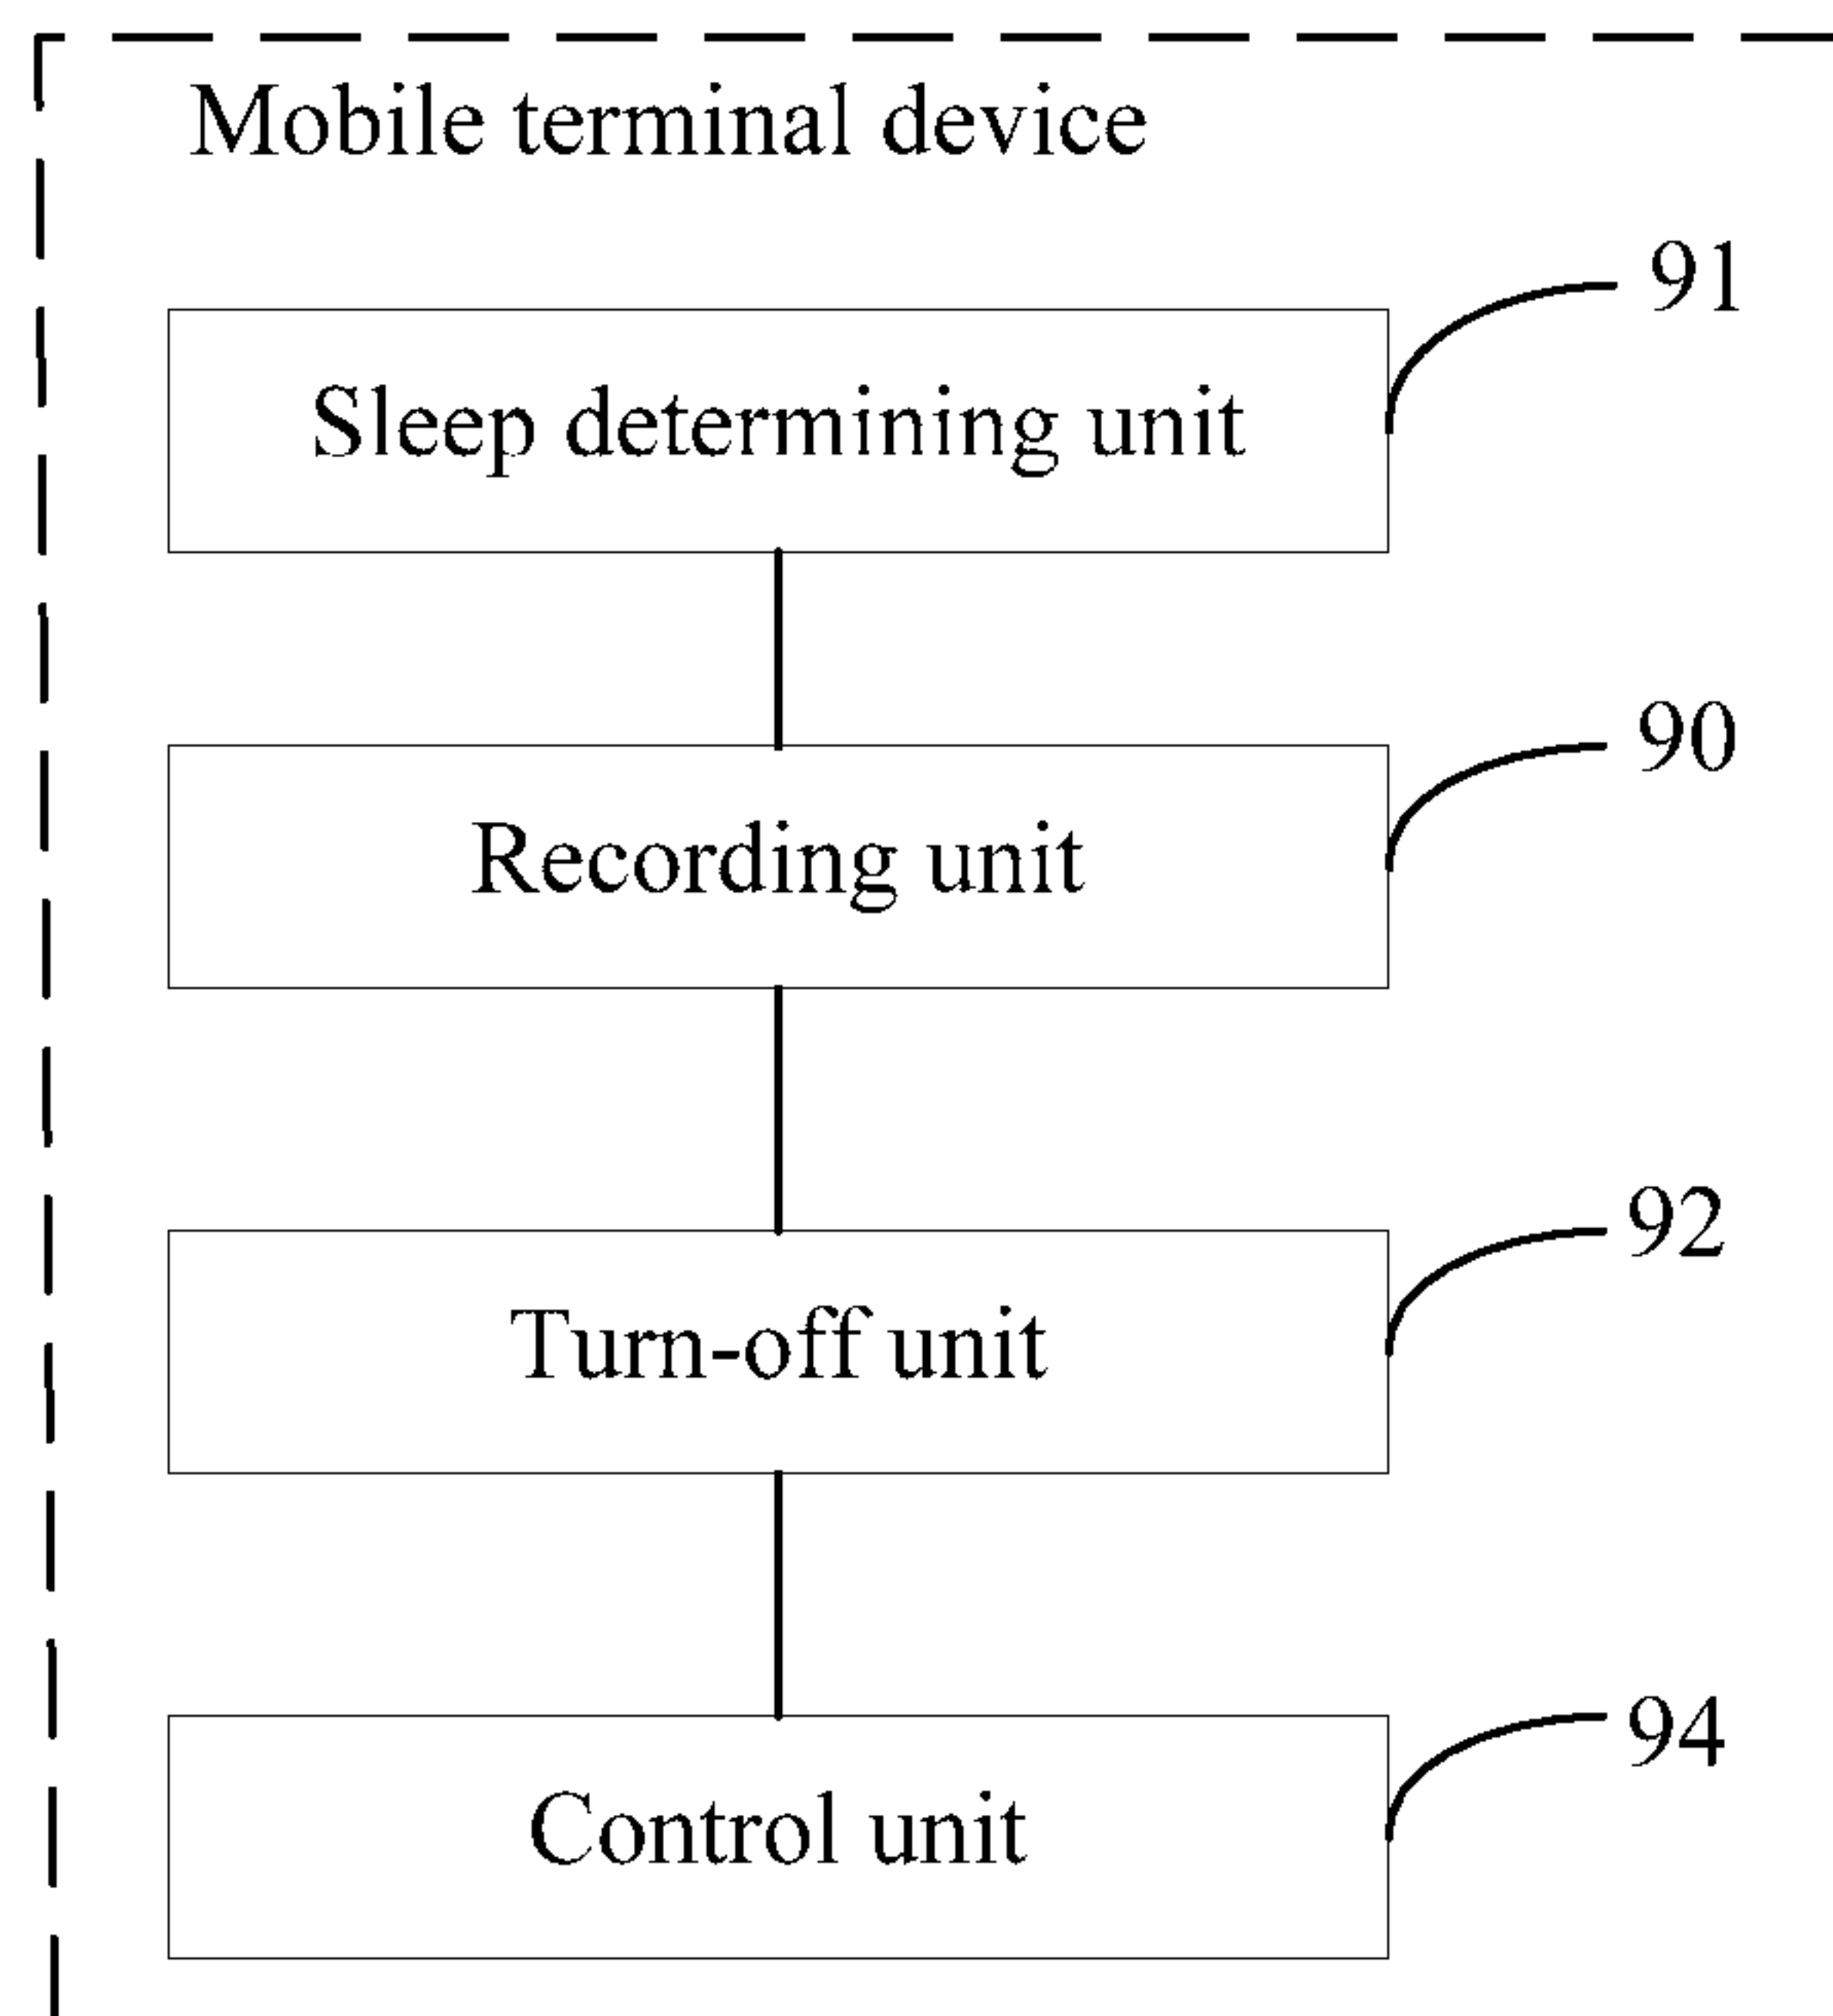 Mobile terminal device
91
Sleep determining unit
90
Recording unit
92
Turn-off unit
94
Control unit